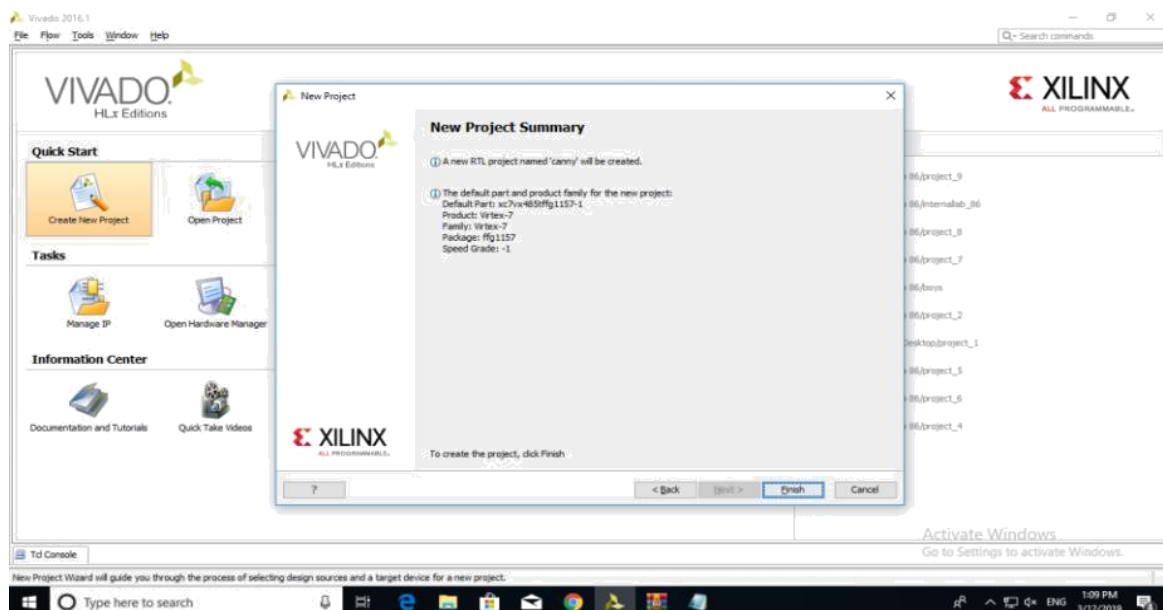 Vivado 2016.1
File Flow Tools Window Help
Q- Search commands
VIVADO
HLx Editions
XILINX
ALL PROGRAMMABLE
Quick Start
Create New Project
Open Project
Tasks
Manage IP
Open Hardware Manager
Information Center
Documentation and Tutorials
Quick Take Videos
New Project
VIVADO
HLx Editions
New Project Summary
A new RTL project named 'canny' will be created.
The default part and product family for the new project:
Default Part: xc7vx485tffg1157-1
Product: Virtex-7
Family: Virtex-7
Package: ffg1157
Speed Grade: -1
XILINX
ALL PROGRAMMABLE
To create the project, click Finish
?
< Back
Next >
Finish
Cancel
86/project_9
86/internallab_86
86/project_8
86/project_7
86/boys
86/project_2
Desktop/project_1
86/project_5
86/project_6
86/project_4
Activate Windows
Go to Settings to activate Windows.
Tcl Console
New Project Wizard will guide you through the process of selecting design sources and a target device for a new project.
Type here to search
ENG
1:09 PM
3/12/2019